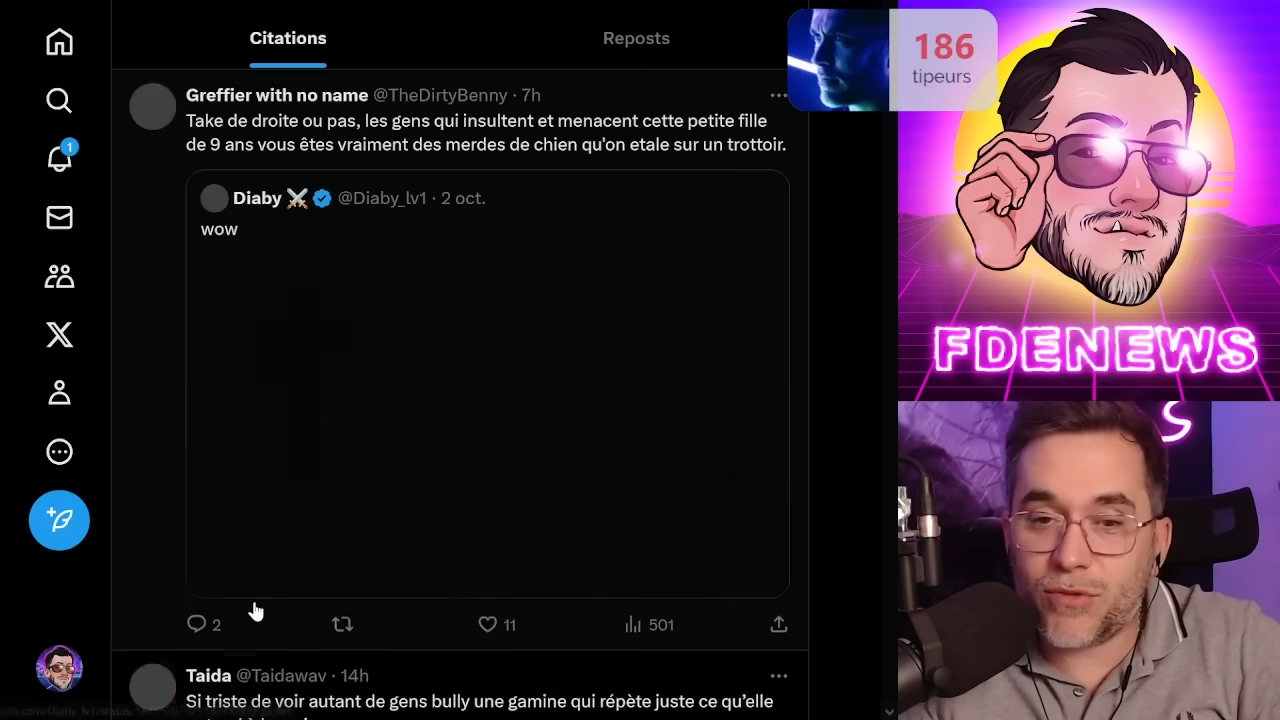 Citations
Reposts
186
tipeurs
Greffier with no name @TheDirtyBenny · 7h
Take de droite ou pas, les gens qui insultent et menacent cette petite fille
de 9 ans vous êtes vraiment des merdes de chien qu'on etale sur un trottoir.
Diaby @Diaby_lv1 · 2 oct.
wow
2
11
501
Taida @Taidawav · 14h
Si triste de voir autant de gens bully une gamine qui répète juste ce qu'elle
1
FDENEWS
S